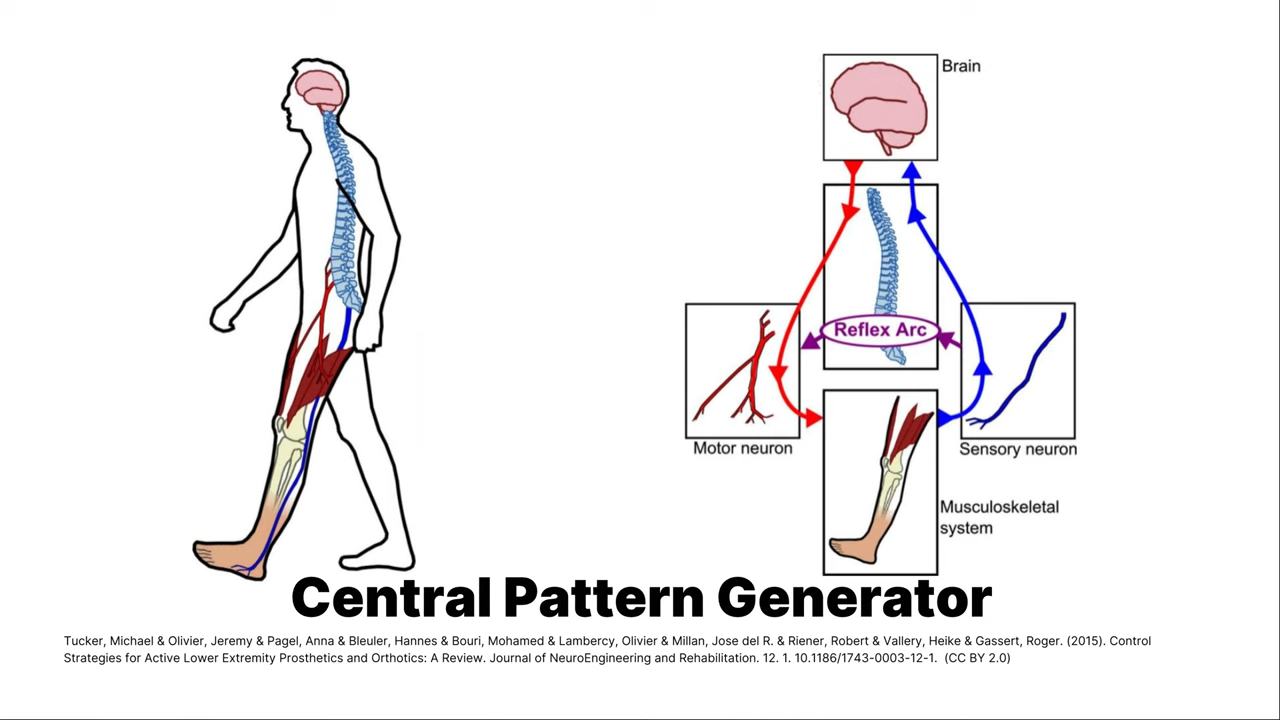 Brain
Reflex Arc
Motor neuron
Sensory neuron
Musculoskeletal
system
Central Pattern Generator
Tucker, Michael & Olivier, Jeremy & Pagel, Anna & Bleuler, Hannes & Bouri, Mohamed & Lambercy, Olivier & Millan, Jose del R. & Riener, Robert & Vallery, Heike & Gassert, Roger. (2015). Control
Strategies for Active Lower Extremity Prosthetics and Orthotics: A Review. Journal of NeuroEngineering and Rehabilitation. 12. 1. 10.1186/1743-0003-12-1. (CC BY 2.0)